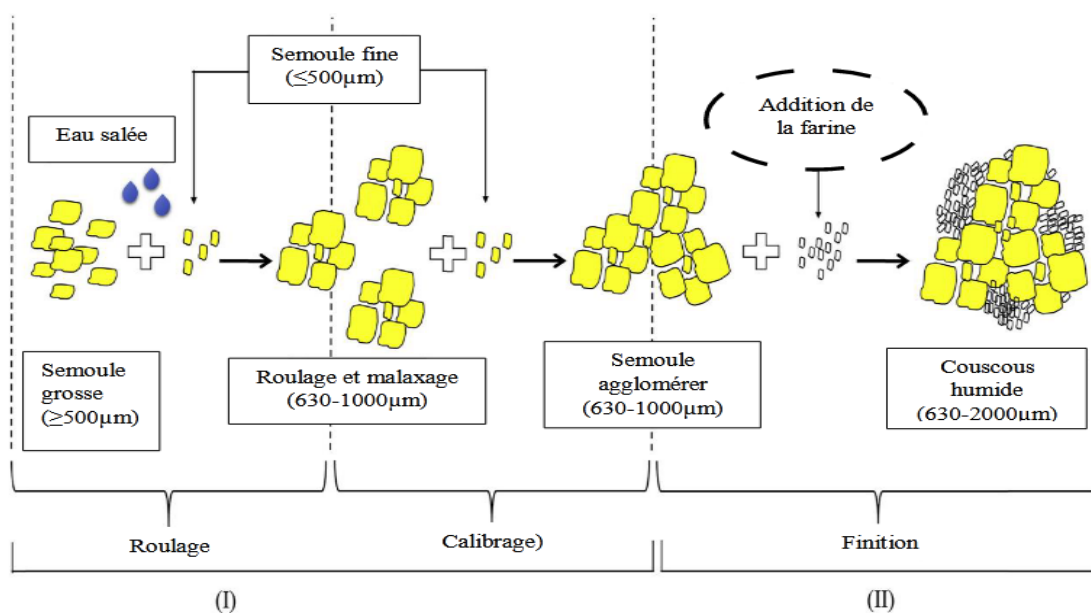 Semoule fine
(≤500µm)
Addition de
la farine
Eau salée
Semoule
grosse
(≥500µm)
Roulage et malaxage
(630-1000µm)
Semoule
agglomérer
(630-1000µm)
Couscous
humide
(630-2000µm)
Roulage
Calibrage)
Finition
(I)
(II)